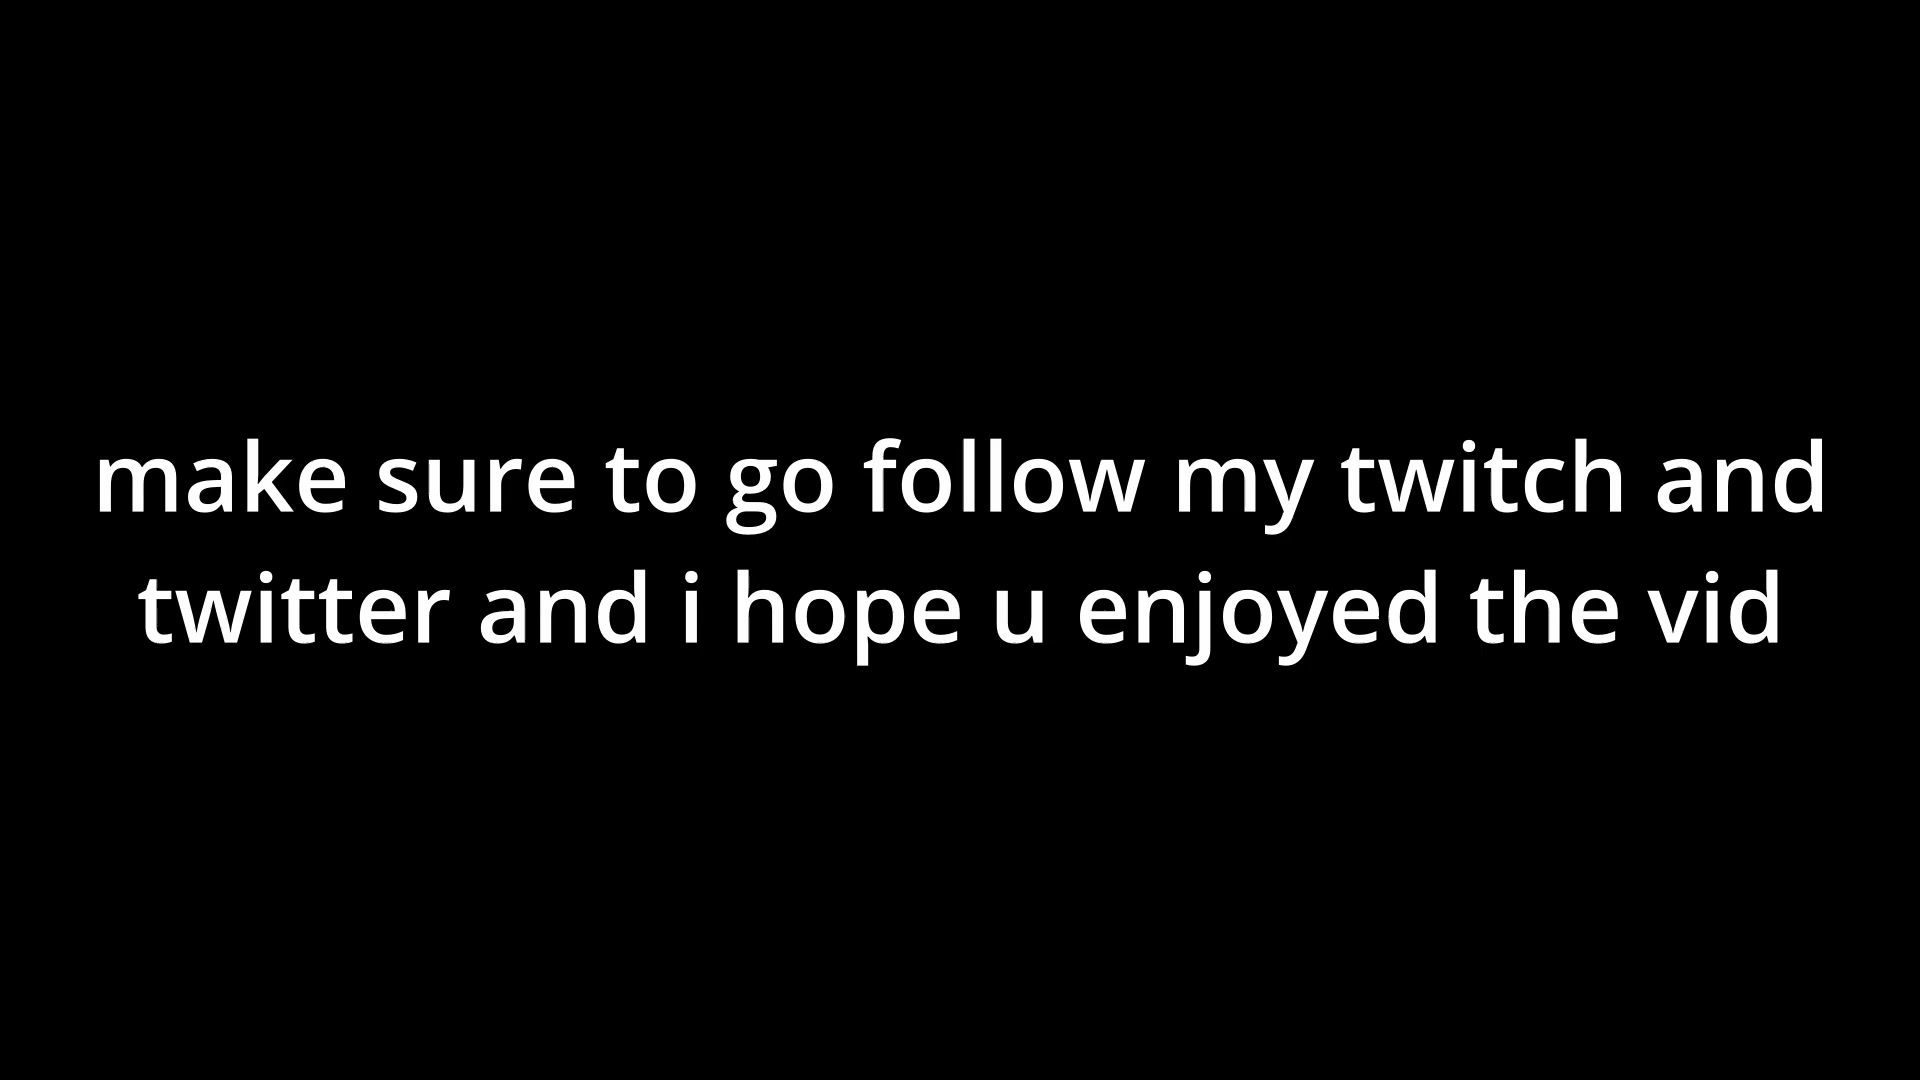 make sure to go follow my twitch and
twitter and i hope u enjoyed the vid